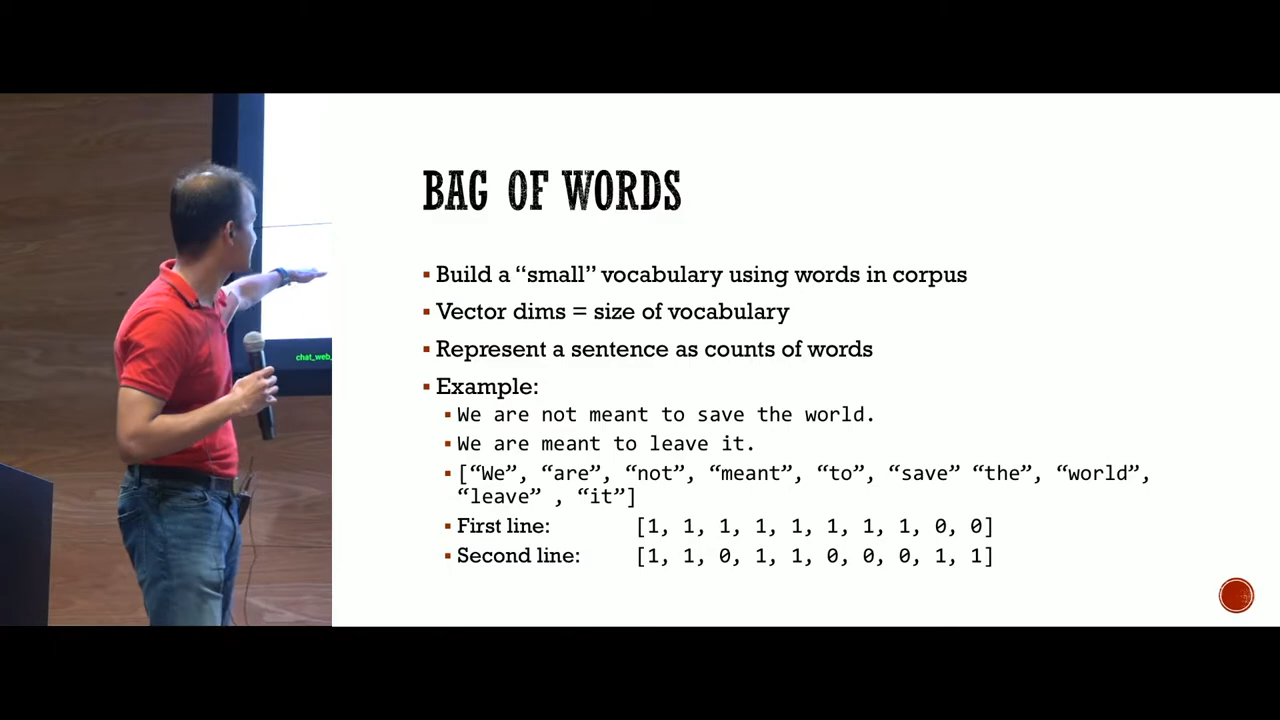 BAG OF WORDS
▪ Build a “small” vocabulary using words in corpus
▪ Vector dims = size of vocabulary
▪ Represent a sentence as counts of words
▪ Example:
▪ We are not meant to save the world.
▪ We are meant to leave it.
▪ [“We”, “are”, “not”, “meant”, “to”, “save” “the”, “world”,
“leave” , “it”]
▪ First line: [1, 1, 1, 1, 1, 1, 1, 1, 0, 0]
▪ Second line: [1, 1, 0, 1, 1, 0, 0, 0, 1, 1]
chat_web_